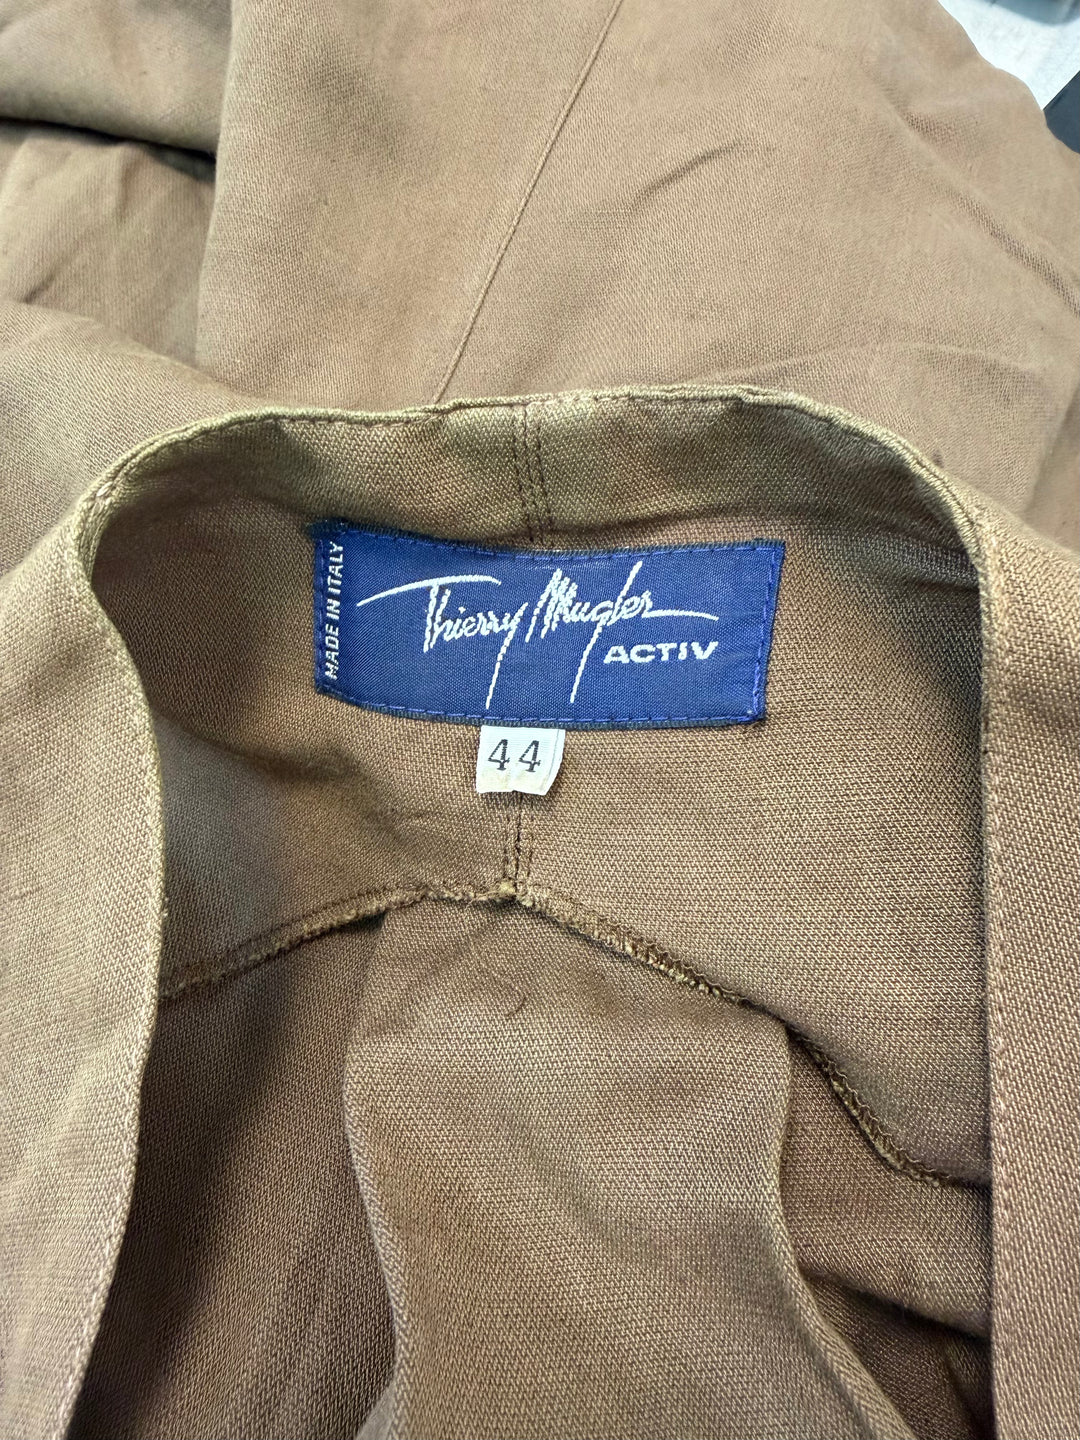 MADE IN ITALY
Thierry Mugler
ACTIV
44